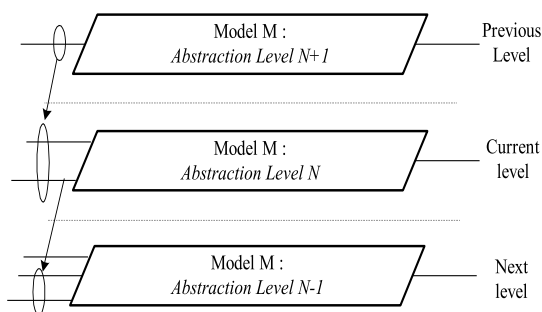 Model M :
Abstraction Level N+1
Previous
Level
Model M :
Abstraction Level N
Current
level
Model M :
Abstraction Level N-1
Next
level